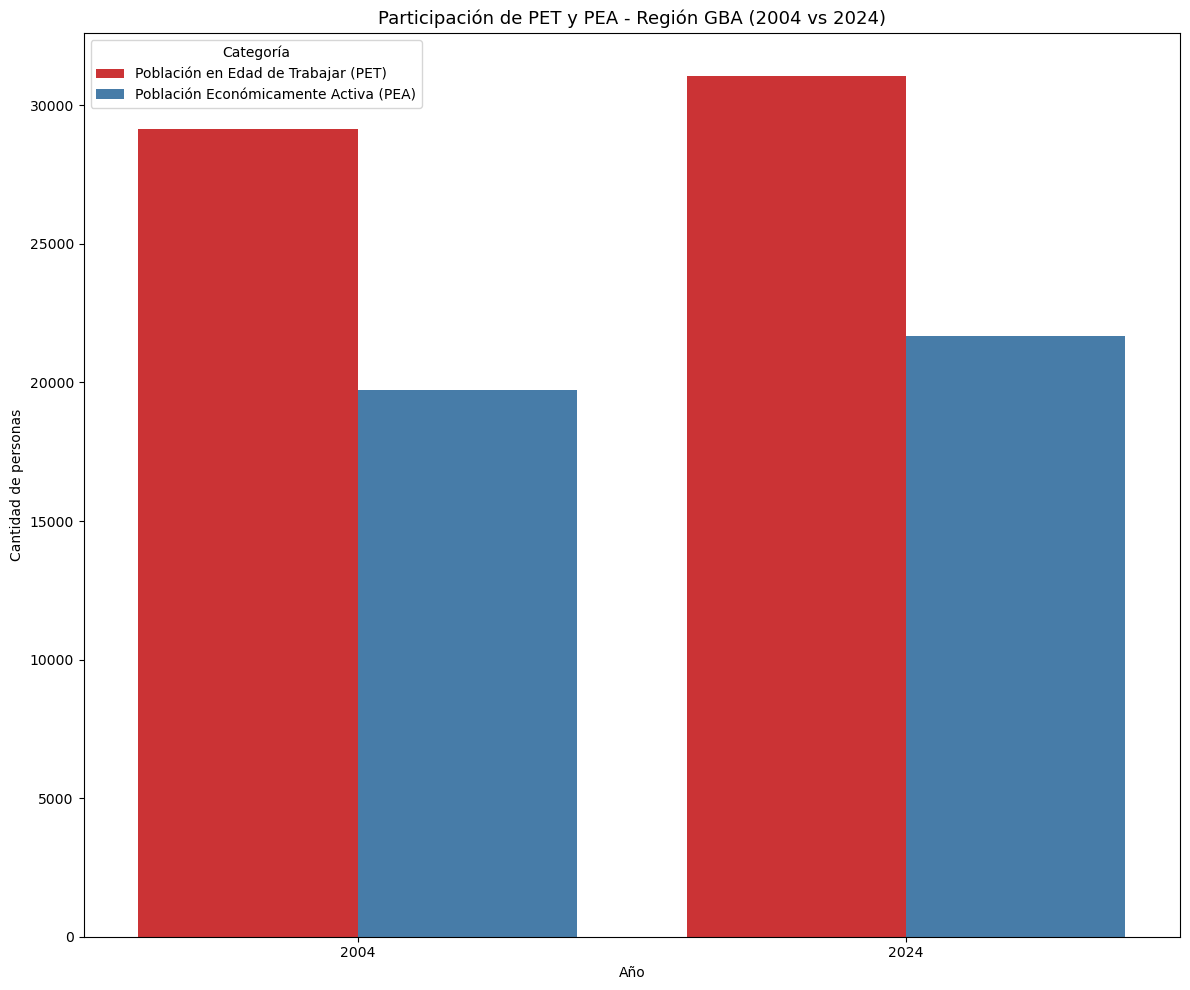 Participación de PET y PEA - Región GBA (2004 vs 2024)
Categoría
Población en Edad de Trabajar (PET)
Población Económicamente Activa (PEA)
30000
25000
20000
15000
10000
5000
0
Cantidad de personas
2004
2024
Año